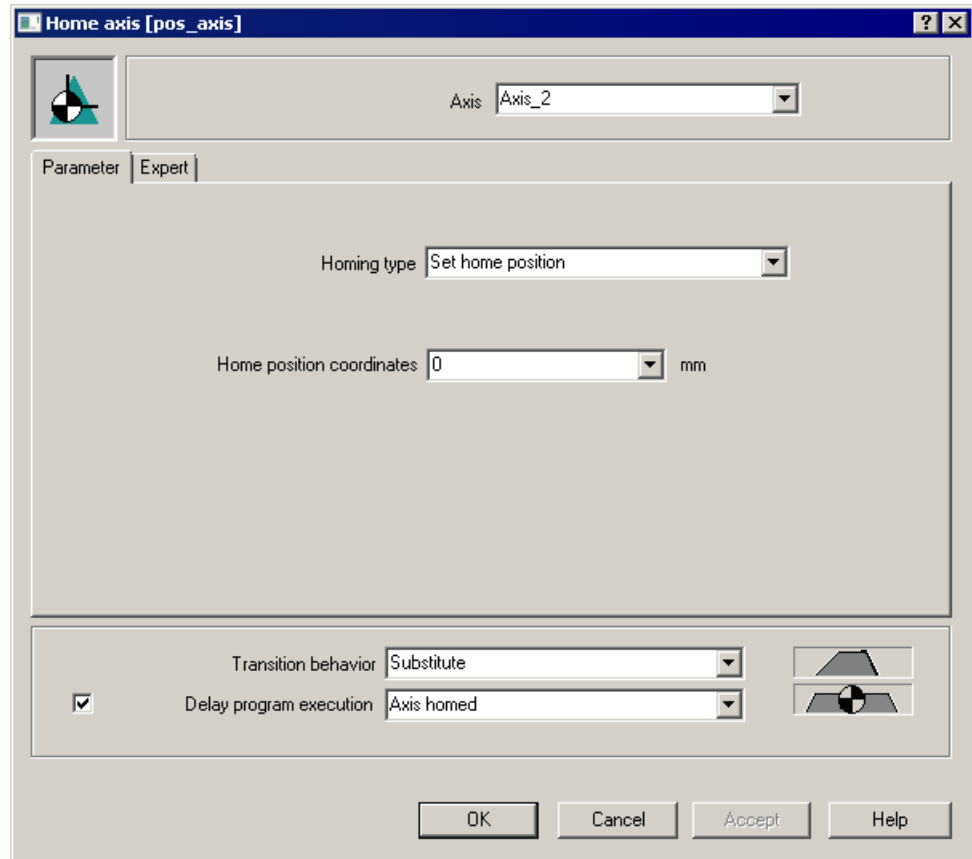 Home axis [pos_axis]
Axis Axis_2
Parameter Expert
Homing type Set home position
Home position coordinates 0 mm
Transition behavior Substitute
Delay program execution Axis homed
OK Cancel Accept Help